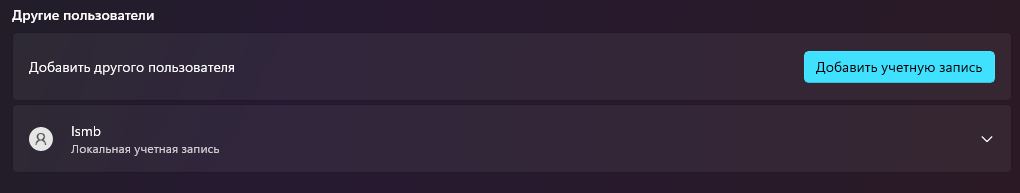 Другие пользователи
Добавить другого пользователя
Добавить учетную запись
lsmb
Локальная учетная запись